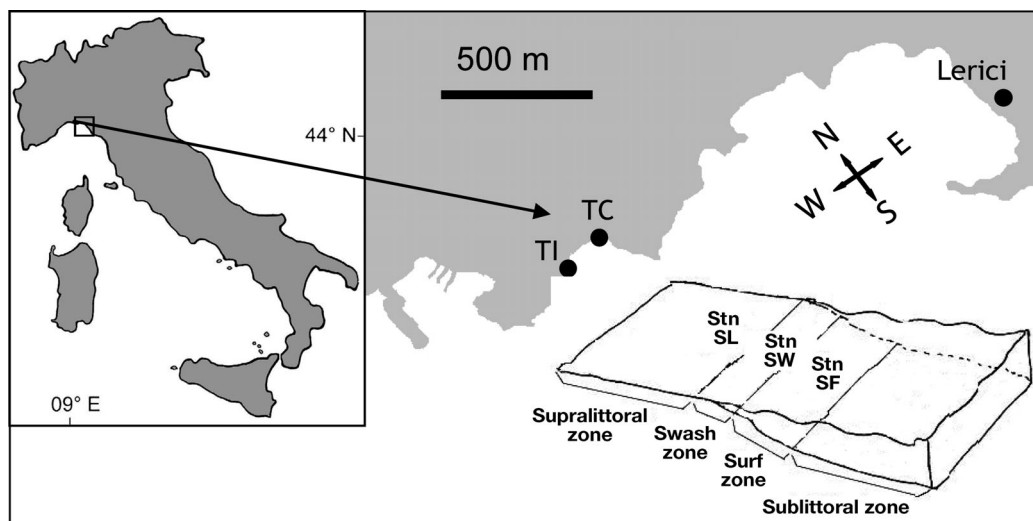 500 m
Lerici
44° N
N
E
W
S
TC
TI
Stn
SL
Stn
SW
Stn
SF
09° E
Supralittoral
zone
Swash
zone
Surf
zone
Sublittoral zone